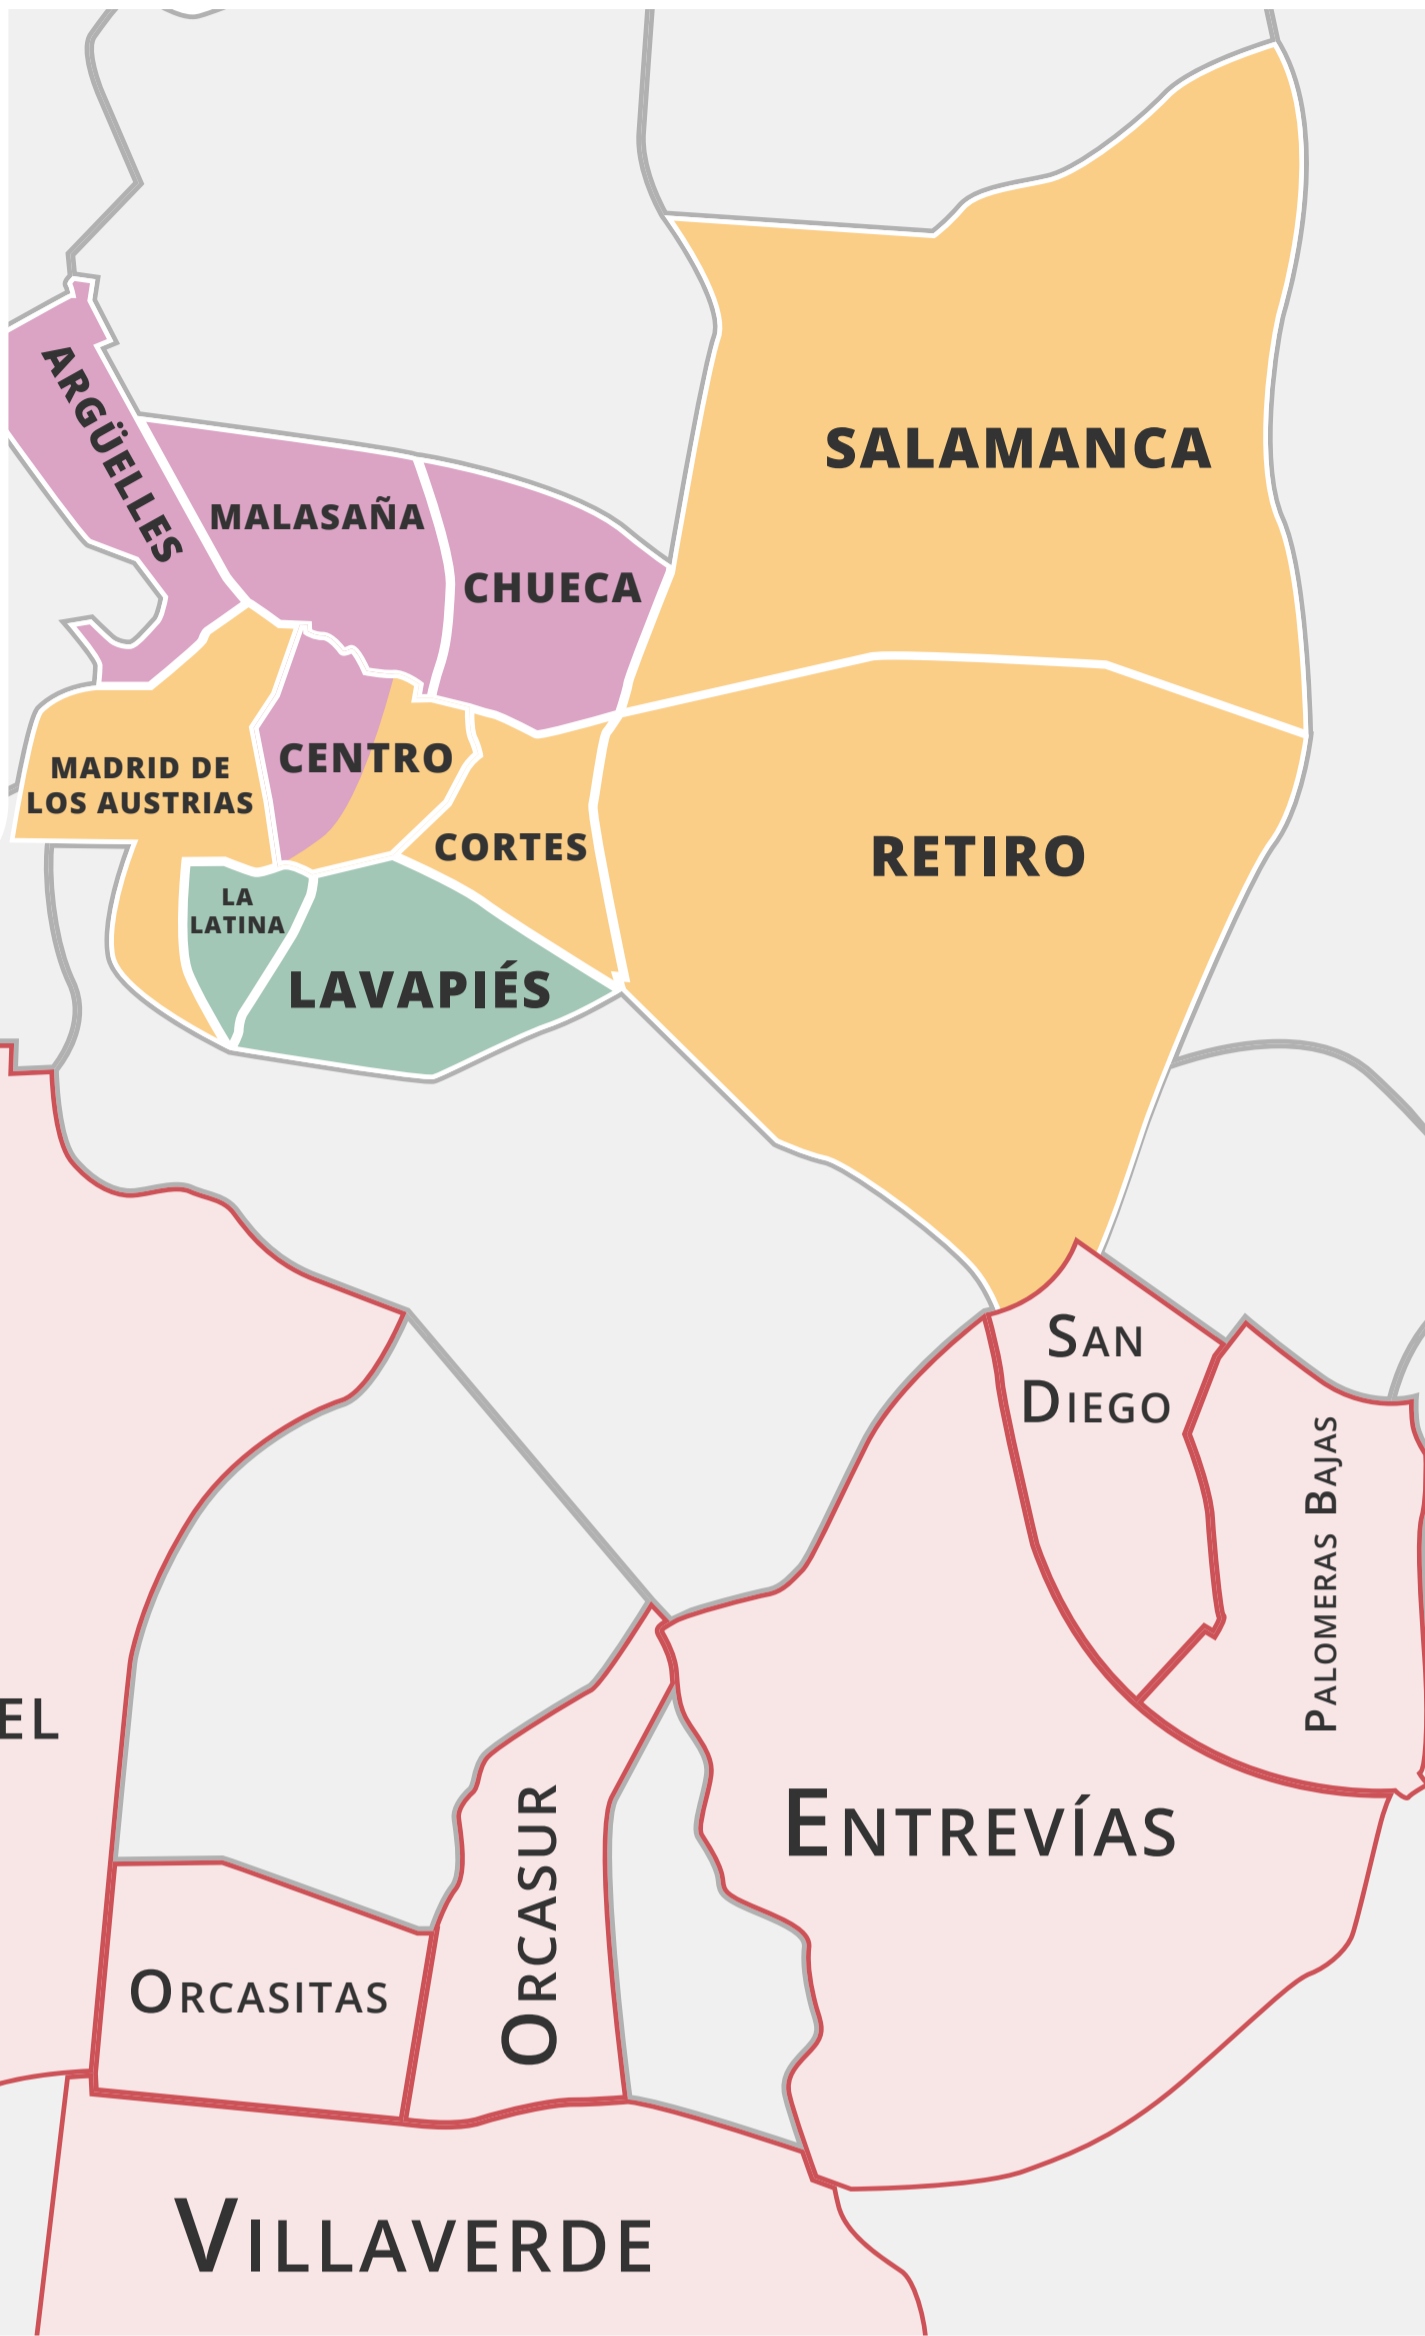 SALAMANCA
ARGÜELLES
MALASAÑA
CHUECA
MADRID DE
LOS AUSTRIAS
CENTRO
CORTES
RETIRO
LA
LATINA
LAVAPIÉS
SAN
DIEGO
PALOMERAS BAJAS
EL
ENTREVÍAS
ORCASUR
ORCASITAS
VILLAVERDE